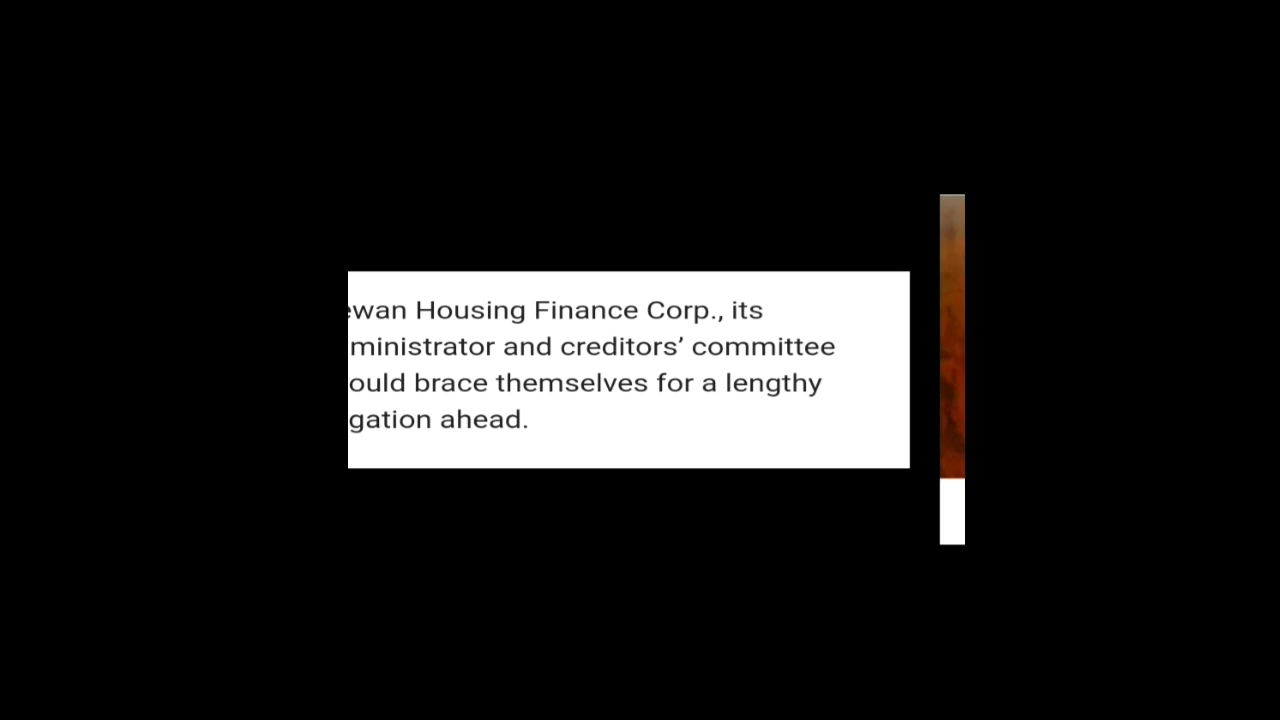 ewan Housing Finance Corp., its
ministrator and creditors’ committee
ould brace themselves for a lengthy
gation ahead.